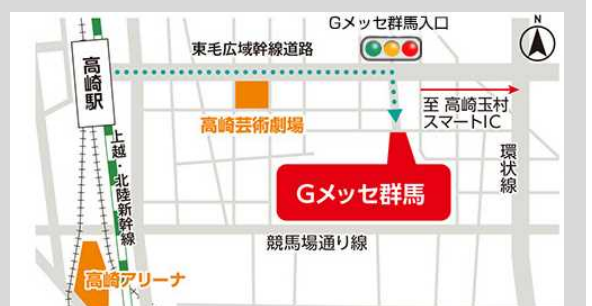 Gメッセ群馬入口
N
東毛広域幹線道路
高崎駅
高崎芸術劇場
至 高崎玉村
スマートIC
上越・北陸新幹線
環状線
Gメッセ群馬
競馬場通り線
高崎アリーナ